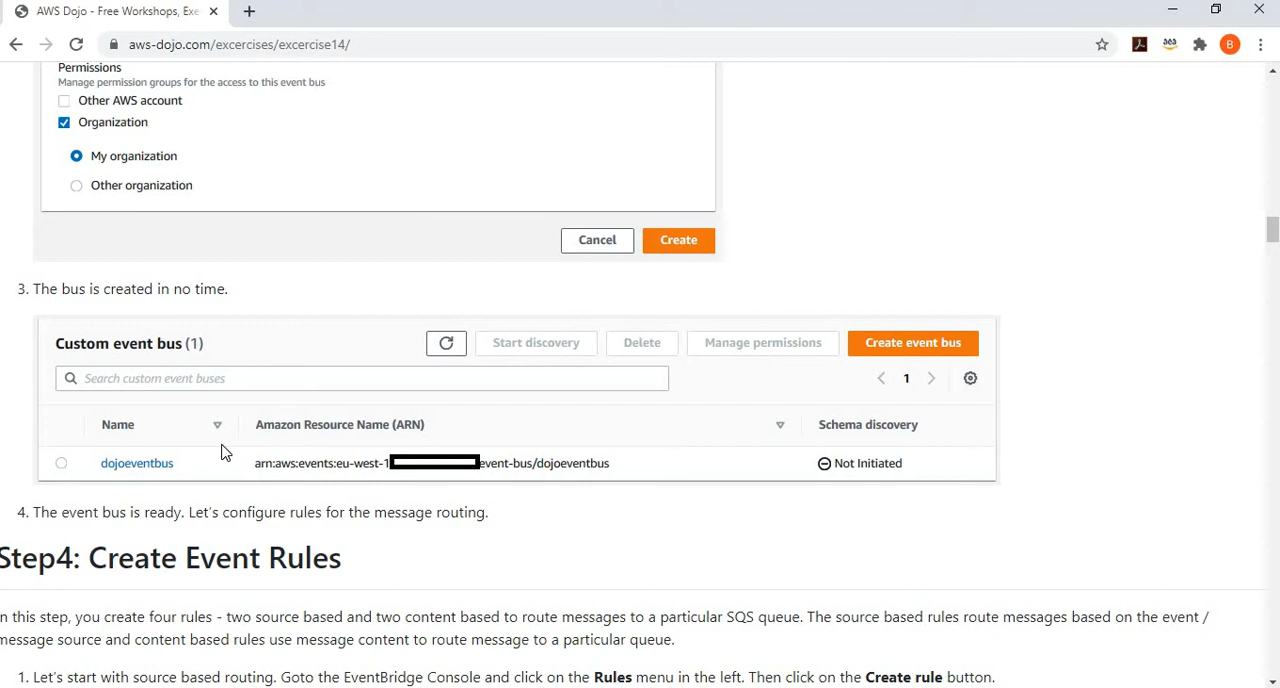 AWS Dojo - Free Workshops, Exe
aws-dojo.com/excercises/excercise14/
aea
B
Permissions
Manage permission groups for the access to this event bus
Other AWS account
Organization
My organization
Other organization
Cancel
Create
3. The bus is created in no time.
Custom event bus (1)
Start discovery
Delete
Manage permissions
Create event bus
Search custom event buses
1
Name
Amazon Resource Name (ARN)
Schema discovery
dojoeventbus
arn:aws:events:eu-west-1 event-bus/dojoeventbus
Not Initiated
4. The event bus is ready. Let's configure rules for the message routing.
Step4: Create Event Rules
n this step, you create four rules - two source based and two content based to route messages to a particular SQS queue. The source based rules route messages based on the event /
message source and content based rules use message content to route message to a particular queue.
1. Let's start with source based routing. Goto the EventBridge Console and click on the Rules menu in the left. Then click on the Create rule button.